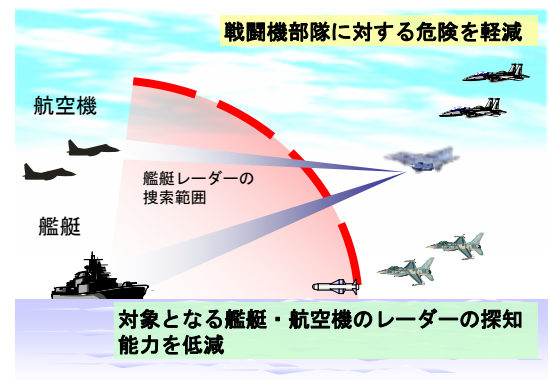 戦闘機部隊に対する危険を軽減
航空機
艦艇レーダーの
捜索範囲
艦艇
対象となる艦艇・航空機のレーダーの探知
能力を低減